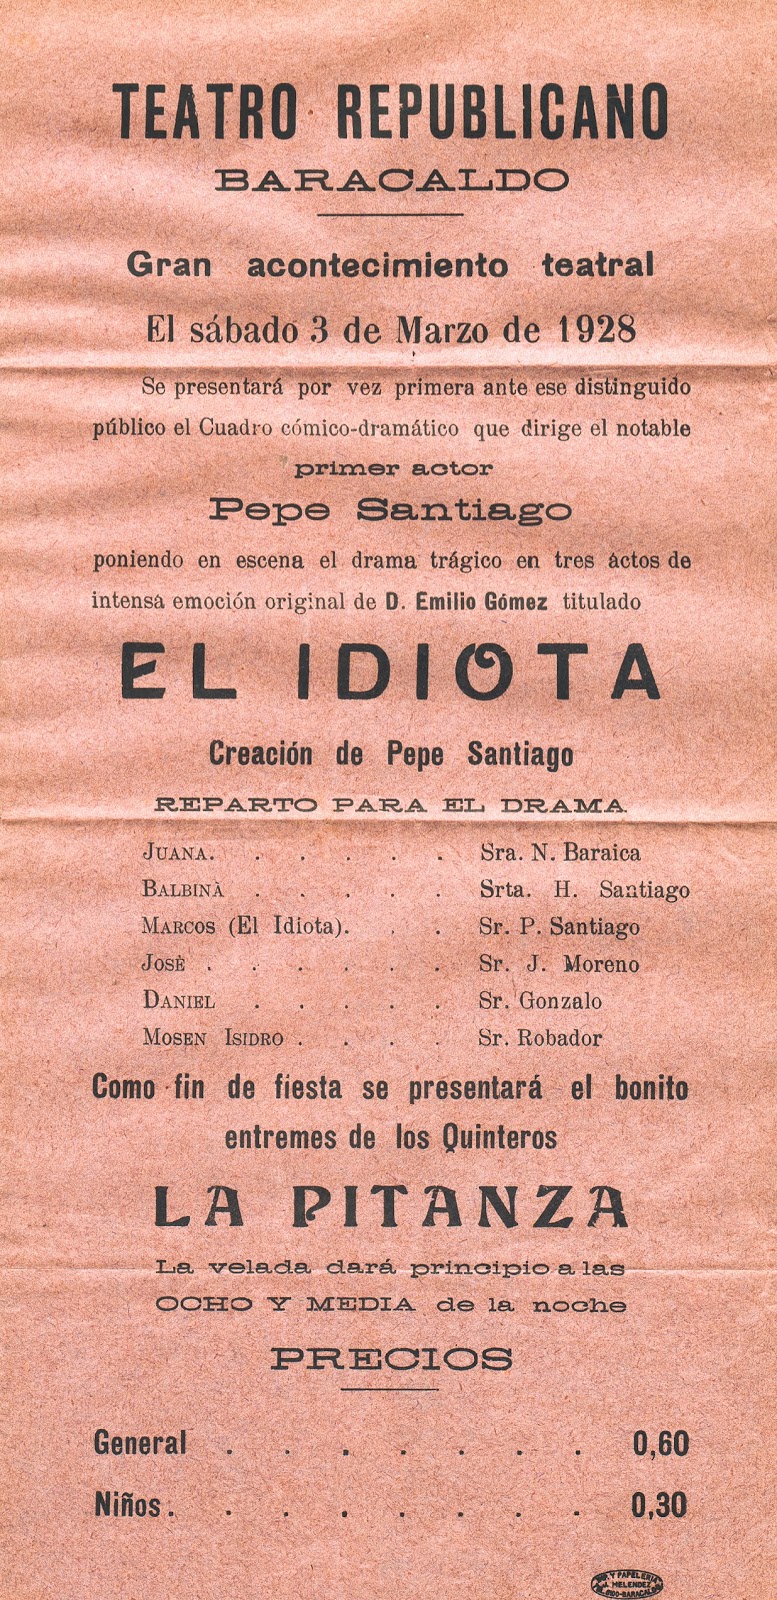 TEATRO REPUBLICANO
BARACALDO
Gran acontecimiento teatral
El sábado 3 de Marzo de 1928
Se presentará por vez primera ante ese distinguido
público el Cuadro cómico-dramático que dirige el notable
primer actor
Pepe Santiago
poniendo en escena el drama trágico en tres actos de
intensa emoción original de D. Emilio Gómez titulado
EL IDIOTA
Creación de Pepe Santiago
REPARTO PARA EL DRAMA
JUANA. . . . . . Sra. N. Baraica
BALBINÀ . . . . . Srta. H. Santiago
MARCOS (El Idiota). . . Sr. P. Santiago
JOSÈ . . . . . . Sr. J. Moreno
DANIEL . . . . . Sr. Gonzalo
MOSEN ISIDRO . . . . Sr. Robador
Como fin de fiesta se presentará el bonito
entremes de los Quinteros
LA PITANZA
La velada dará principio a las
OCHO Y MEDIA de la noche
PRECIOS
General . . . . . . . 0,60
Niños . . . . . . . . 0,30
Y PAPELERIA
J. MELENDEZ
BARACALDO